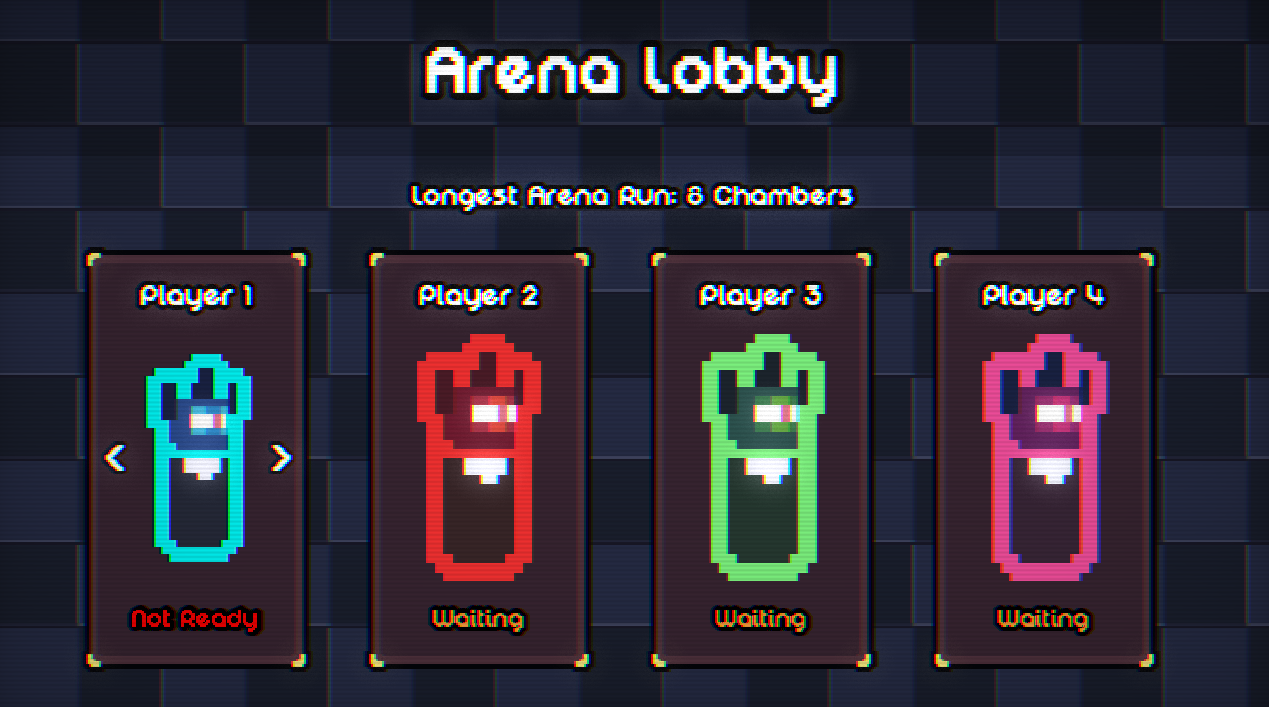 Arena Lobby
Longest Arena Run: 8 Chambers
Player 1
Player 2
Player 3
Player 4
< >
Not Ready
Waiting
Waiting
Waiting